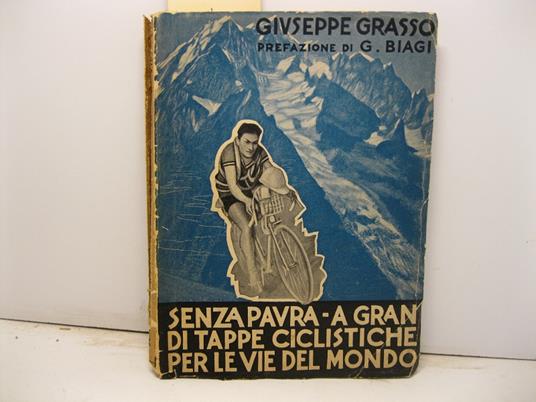 GIVSEPPE GRASSO
PREFAZIONE DI G. BIAGI
SENZA PAVRA - A GRAN
DI TAPPE CICLISTICHE
PER LE VIE DEL MONDO